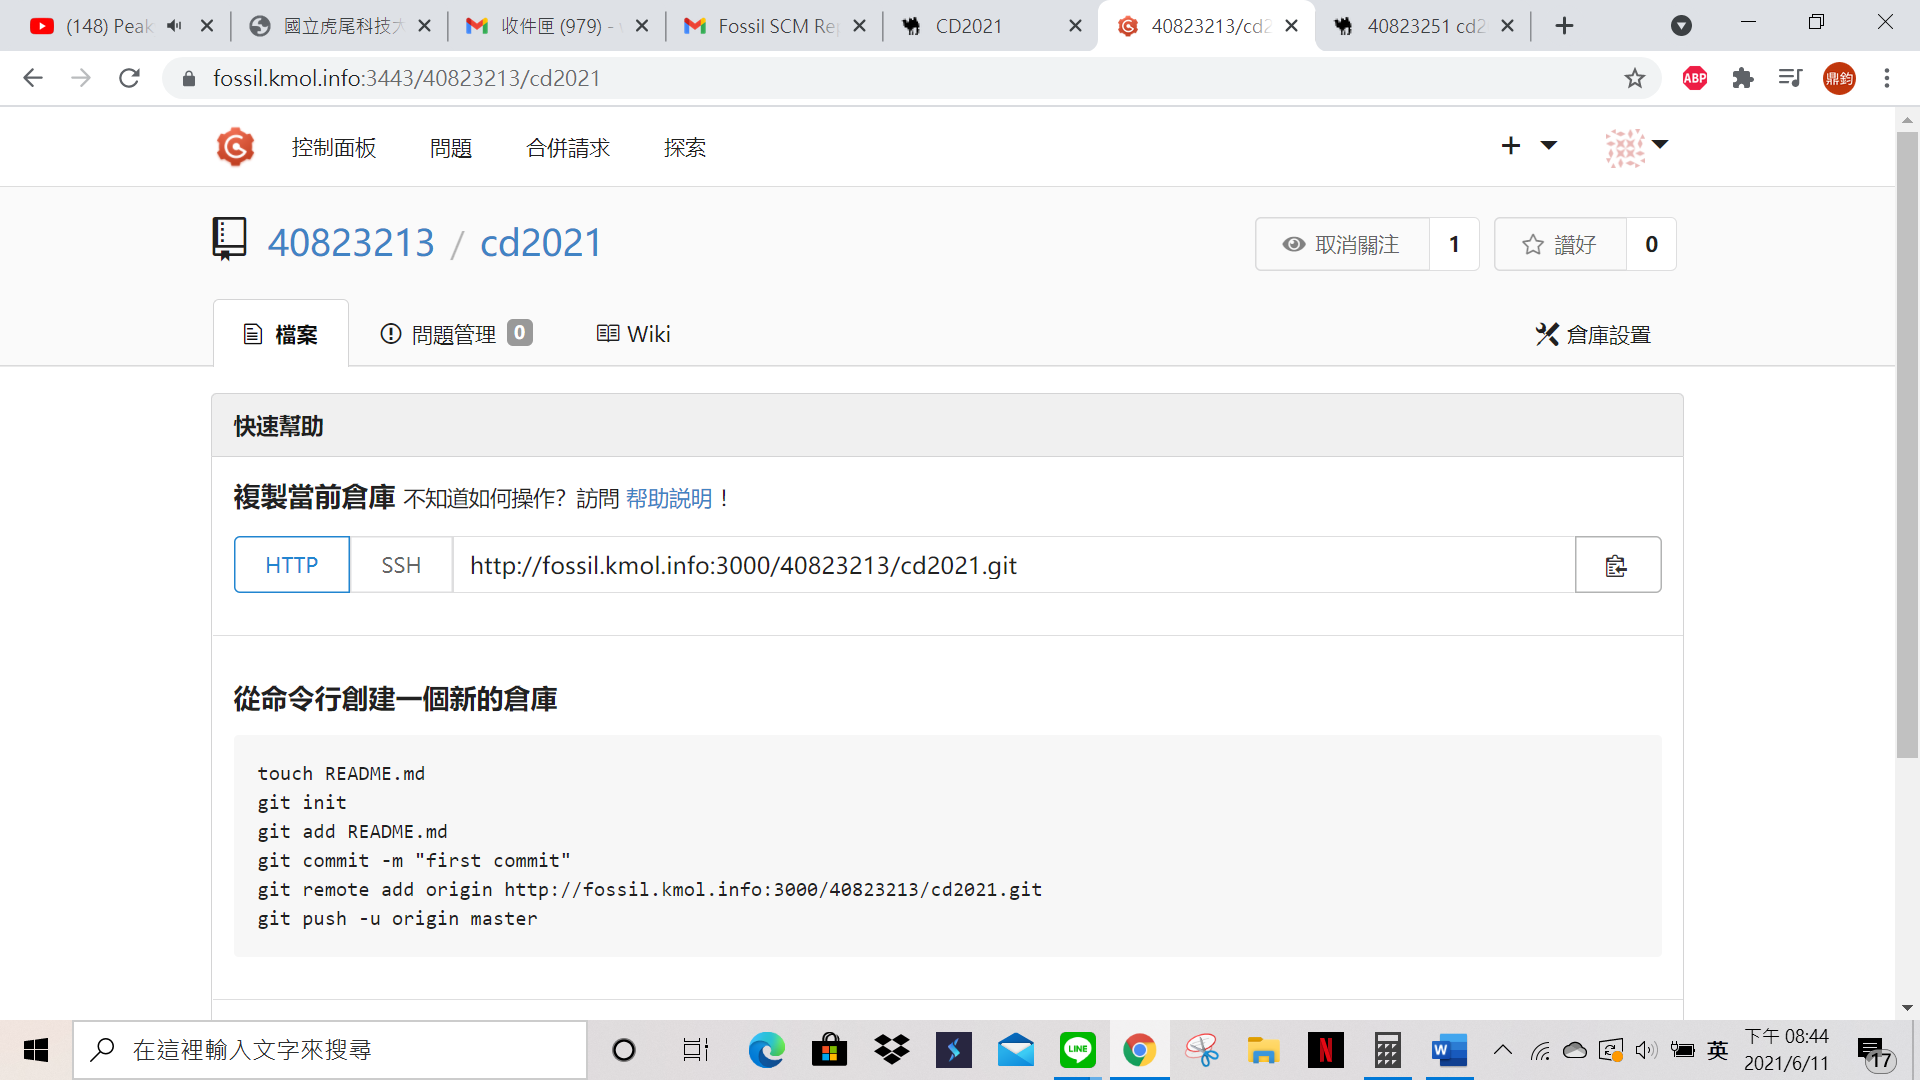 (148) Peak
國立虎尾科技大
收件匣 (979) -
Fossil SCM Re
CD2021
40823213/cd2
40823251 cd2
fossil.kmol.info:3443/40823213/cd2021
ABP
鼎鈞
控制面板 問題 合併請求 探索
40823213 / cd2021
取消關注 1
讚好 0
檔案
問題管理 0
Wiki
倉庫設置
快速幫助
複製當前倉庫 不知道如何操作？訪問 帮助説明！
HTTP SSH http://fossil.kmol.info:3000/40823213/cd2021.git
從命令行創建一個新的倉庫
touch README.md
git init
git add README.md
git commit -m "first commit"
git remote add origin http://fossil.kmol.info:3000/40823213/cd2021.git
git push -u origin master
在這裡輸入文字來搜尋
LINE
N
W
英
下午 08:44
2021/6/11
17